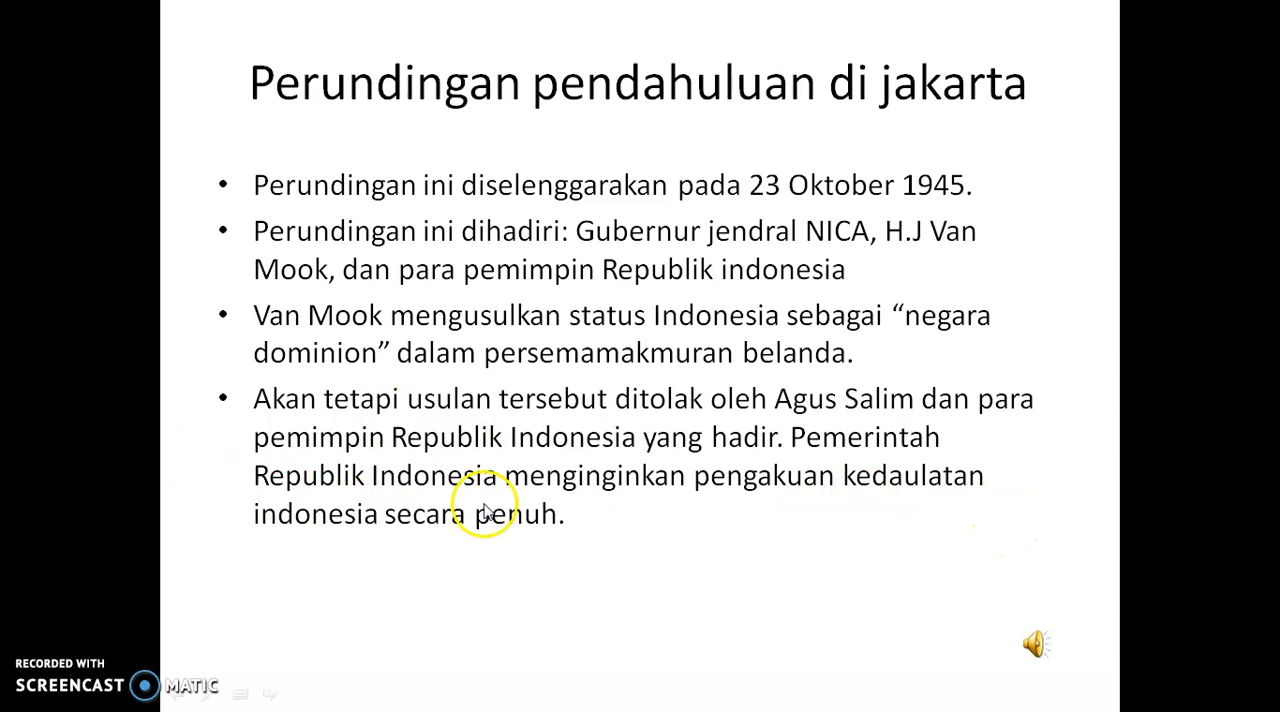 Perundingan pendahuluan di jakarta
• Perundingan ini diselenggarakan pada 23 Oktober 1945.
• Perundingan ini dihadiri: Gubernur jendral NICA, H.J Van
Mook, dan para pemimpin Republik indonesia
• Van Mook mengusulkan status Indonesia sebagai “negara
dominion” dalam persemamakmuran belanda.
• Akan tetapi usulan tersebut ditolak oleh Agus Salim dan para
pemimpin Republik Indonesia yang hadir. Pemerintah
Republik Indonesia menginginkan pengakuan kedaulatan
indonesia secara penuh.
RECORDED WITH
SCREENCAST MATIC